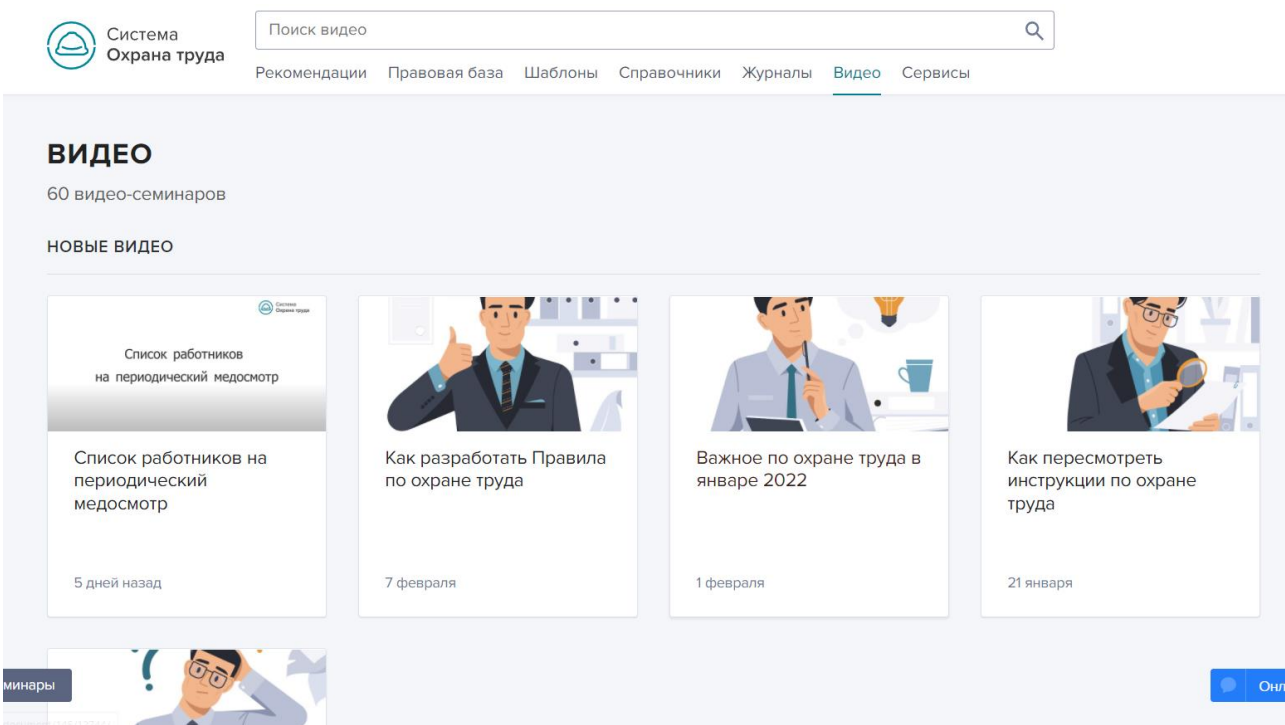 Система
Охрана труда
Поиск видео
Рекомендации Правовая база Шаблоны Справочники Журналы Видео Сервисы
ВИДЕО
60 видео-семинаров
НОВЫЕ ВИДЕО
Система
Охрана труда
Список работников
на периодический медосмотр
Список работников на
периодический
медосмотр
5 дней назад
Как разработать Правила
по охране труда
7 февраля
Важное по охране труда в
январе 2022
1 февраля
Как пересмотреть
инструкции по охране
труда
21 января
минары
Онл